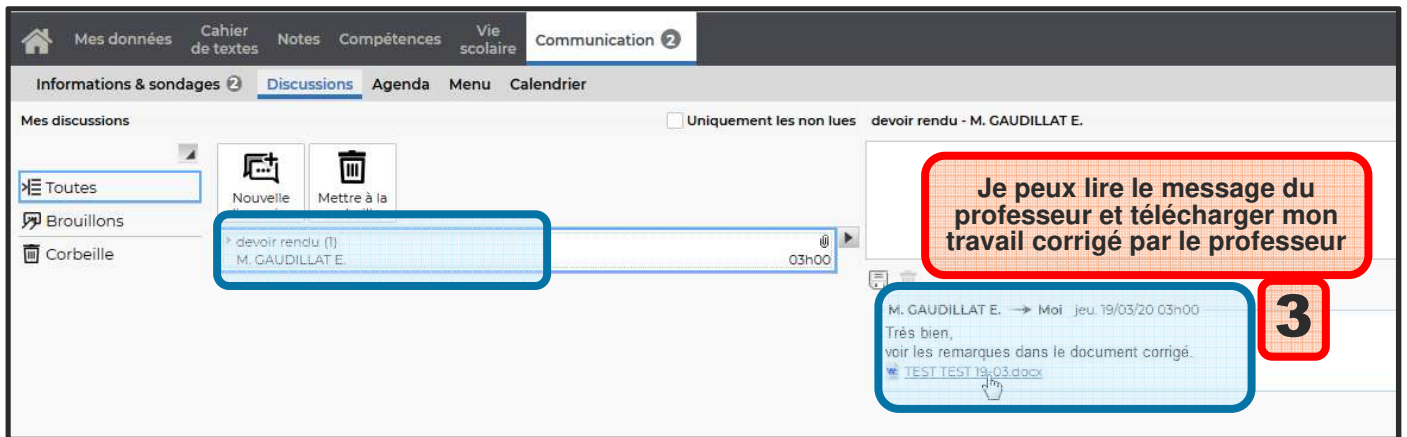 Mes données
Cahier
de textes
Notes
Compétences
Vie
scolaire
Communication 2
Informations & sondages 2
Discussions
Agenda
Menu
Calendrier
Mes discussions
Uniquement les non lues
devoir rendu - M. GAUDILLAT E.
Toutes
Brouillons
Corbeille
Nouvelle
Mettre à la
devoir rendu (1)
M. GAUDILLAT E.
03h00
Je peux lire le message du
professeur et télécharger mon
travail corrigé par le professeur
3
M. GAUDILLAT E. → Moi jeu. 19/03/20 03h00
Très bien,
voir les remarques dans le document corrigé.
TEST TEST 19-03.docx